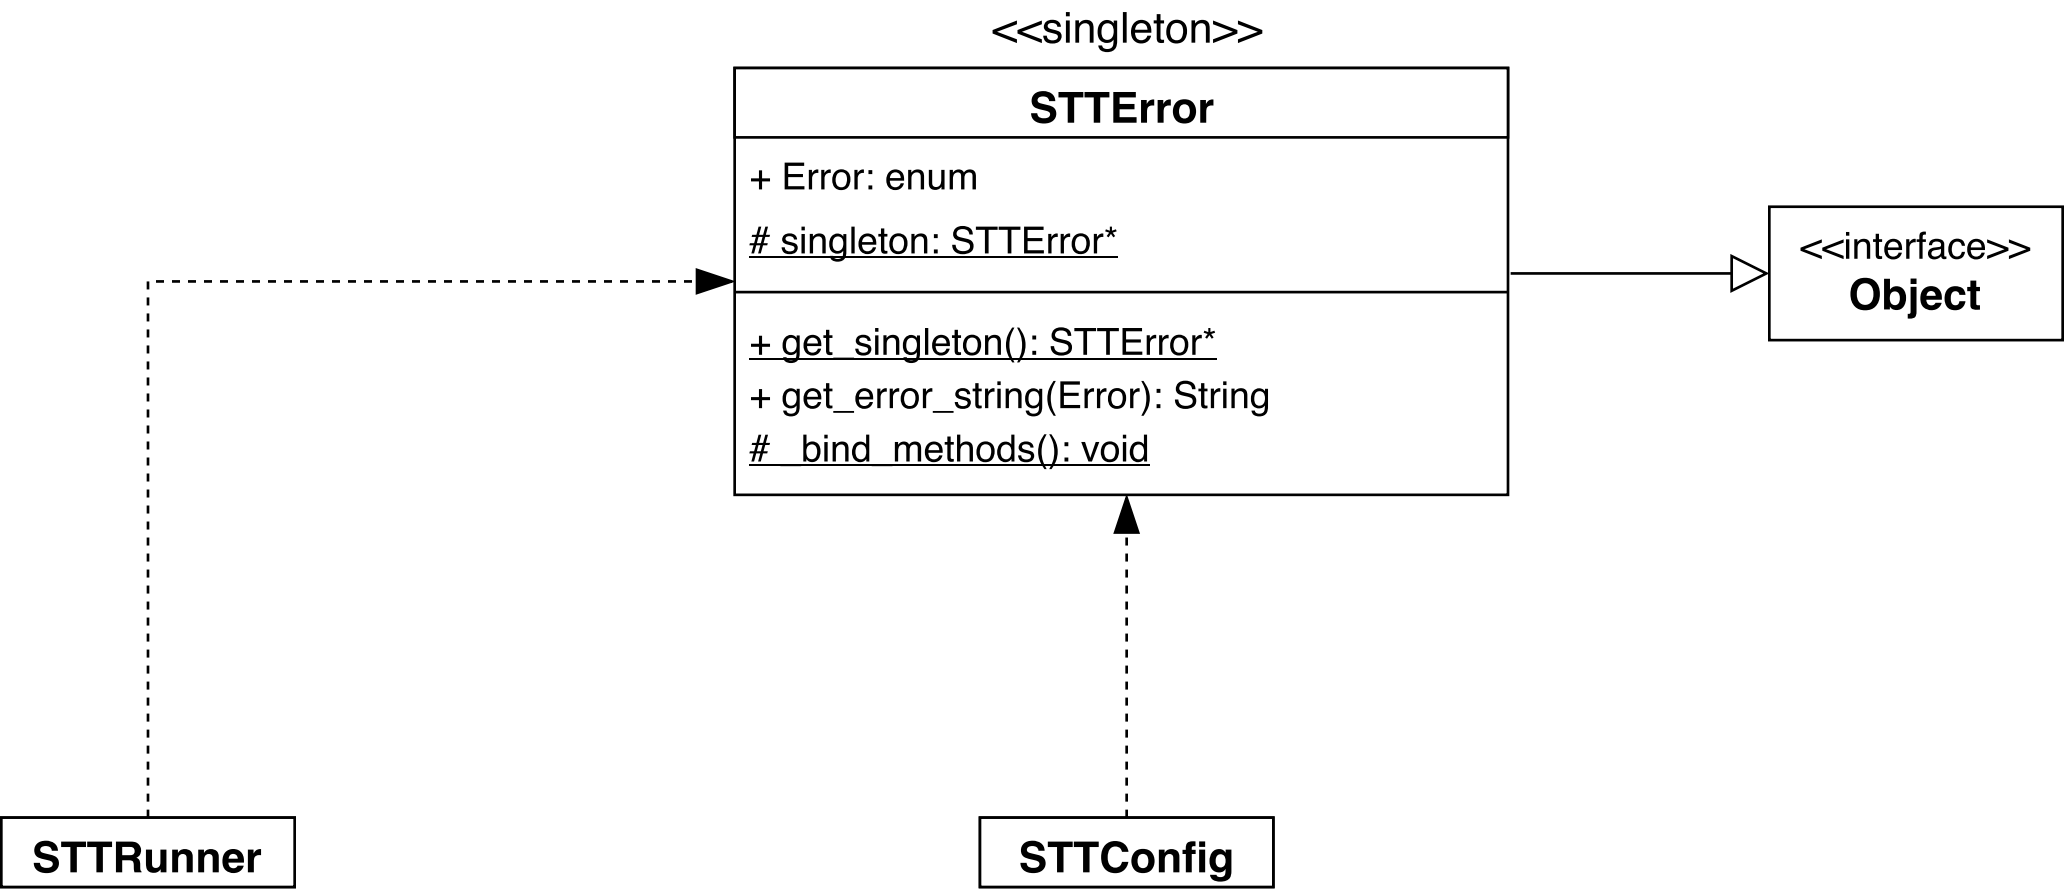 <<singleton>>
STTError
+ Error: enum
# singleton: STTError*
+ get_singleton(): STTError*
+ get_error_string(Error): String
# _bind_methods(): void
<<interface>>
Object
STTRunner
STTConfig